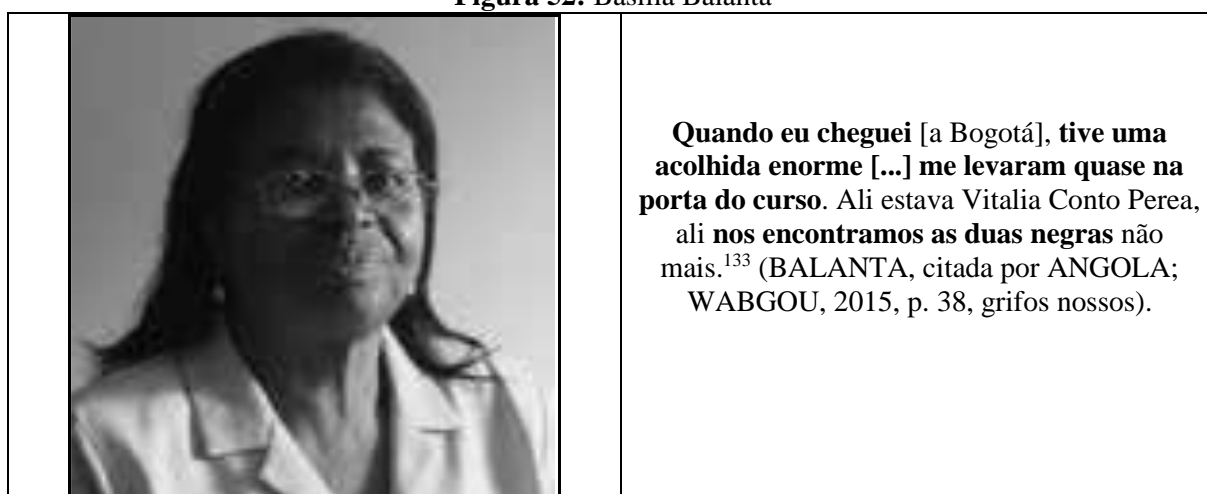 Figura Basilia Balanta
Quando eu cheguei [a Bogotá], tive uma
acolhida enorme [...] me levaram quase na
porta do curso. Ali estava Vitalia Conto Perea,
ali nos encontramos as duas negras não
mais.¹³³ (BALANTA, citada por ANGOLA;
WABGOU, 2015, p. 38, grifos nossos).